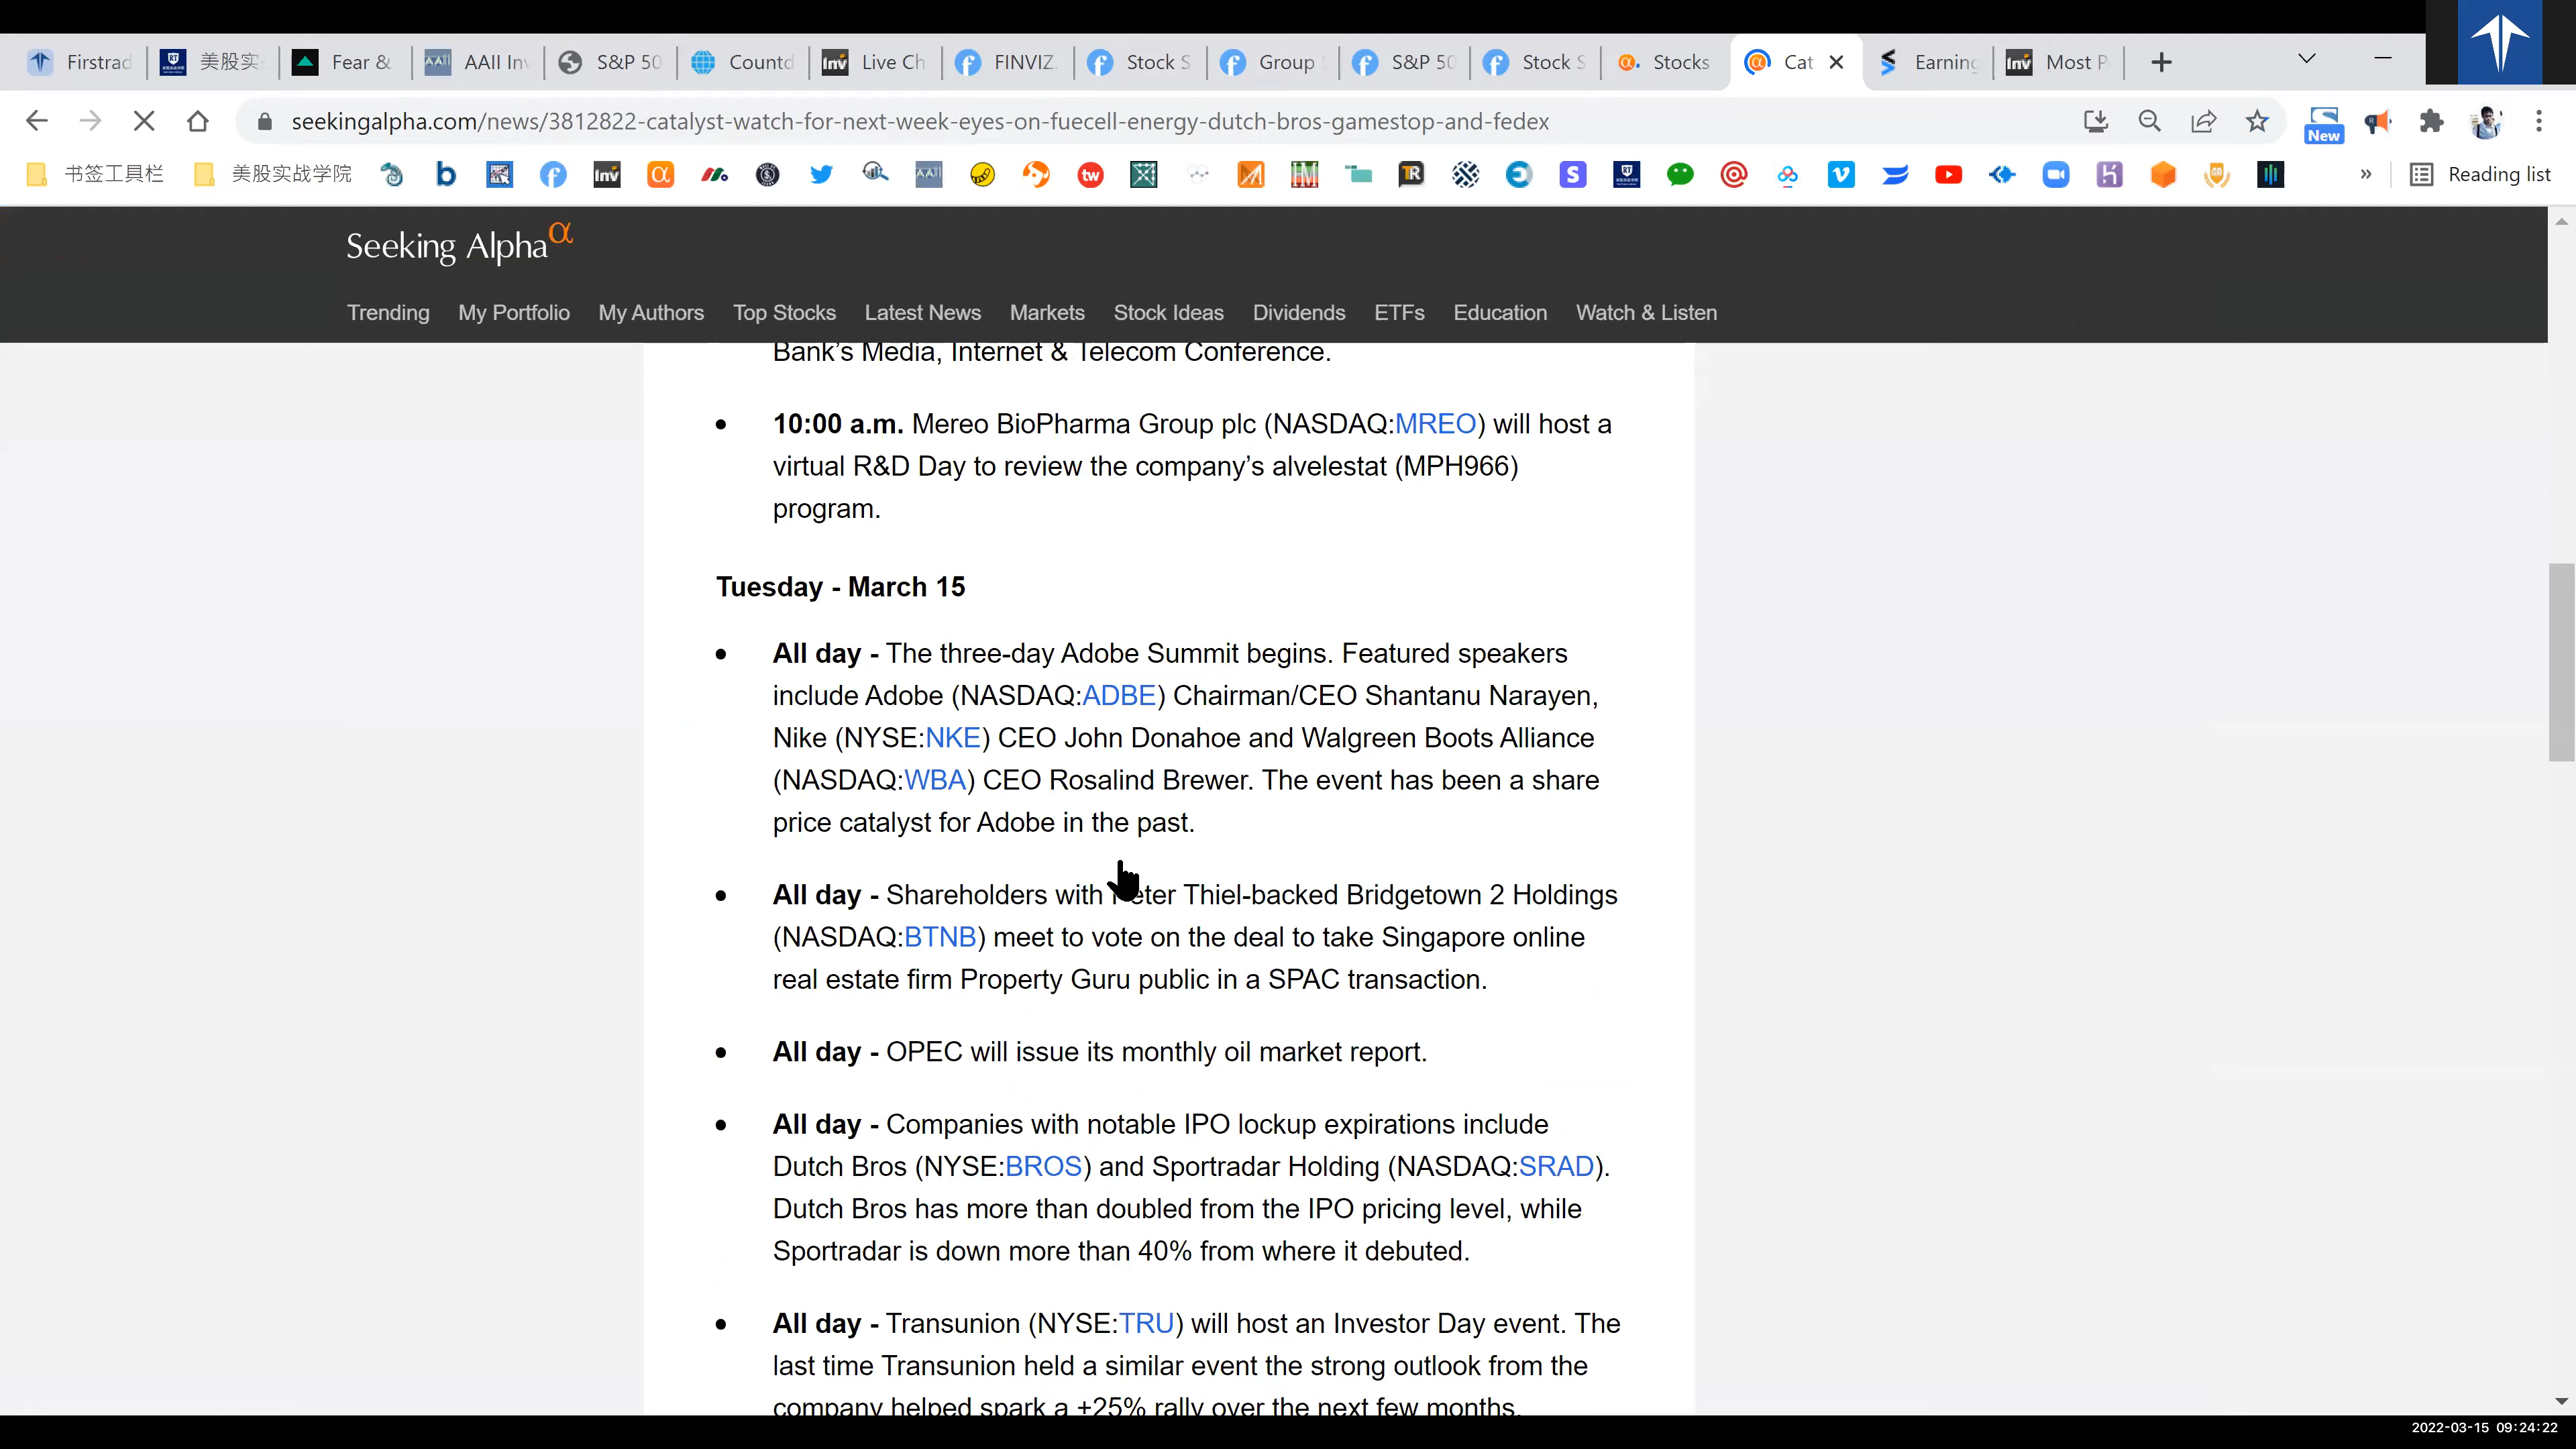 Firstrad
美股实
Fear &
AAII Inv
S&P 50
Countd
Live Ch
FINVIZ.
Stock S
Group
S&P 50
Stock S
Stocks
Cat
Earning
Most P
seekingalpha.com/news/3812822-catalyst-watch-for-next-week-eyes-on-fuecell-energy-dutch-bros-gamestop-and-fedex
New
书签工具栏
美股实战学院
Reading list
Seeking Alpha α
Trending My Portfolio My Authors Top Stocks Latest News Markets Stock Ideas Dividends ETFs Education Watch & Listen
Bank’s Media, Internet & Telecom Conference.
10:00 a.m. Mereo BioPharma Group plc (NASDAQ:MREO) will host a
virtual R&D Day to review the company’s alvelestat (MPH966)
program.
Tuesday - March 15
All day - The three-day Adobe Summit begins. Featured speakers
include Adobe (NASDAQ:ADBE) Chairman/CEO Shantanu Narayen,
Nike (NYSE:NKE) CEO John Donahoe and Walgreen Boots Alliance
(NASDAQ:WBA) CEO Rosalind Brewer. The event has been a share
price catalyst for Adobe in the past.
All day - Shareholders with Peter Thiel-backed Bridgetown 2 Holdings
(NASDAQ:BTNB) meet to vote on the deal to take Singapore online
real estate firm Property Guru public in a SPAC transaction.
All day - OPEC will issue its monthly oil market report.
All day - Companies with notable IPO lockup expirations include
Dutch Bros (NYSE:BROS) and Sportradar Holding (NASDAQ:SRAD).
Dutch Bros has more than doubled from the IPO pricing level, while
Sportradar is down more than 40% from where it debuted.
All day - Transunion (NYSE:TRU) will host an Investor Day event. The
last time Transunion held a similar event the strong outlook from the
company helped spark a +25% rally over the next few months.
2022-03-15 09:24:22